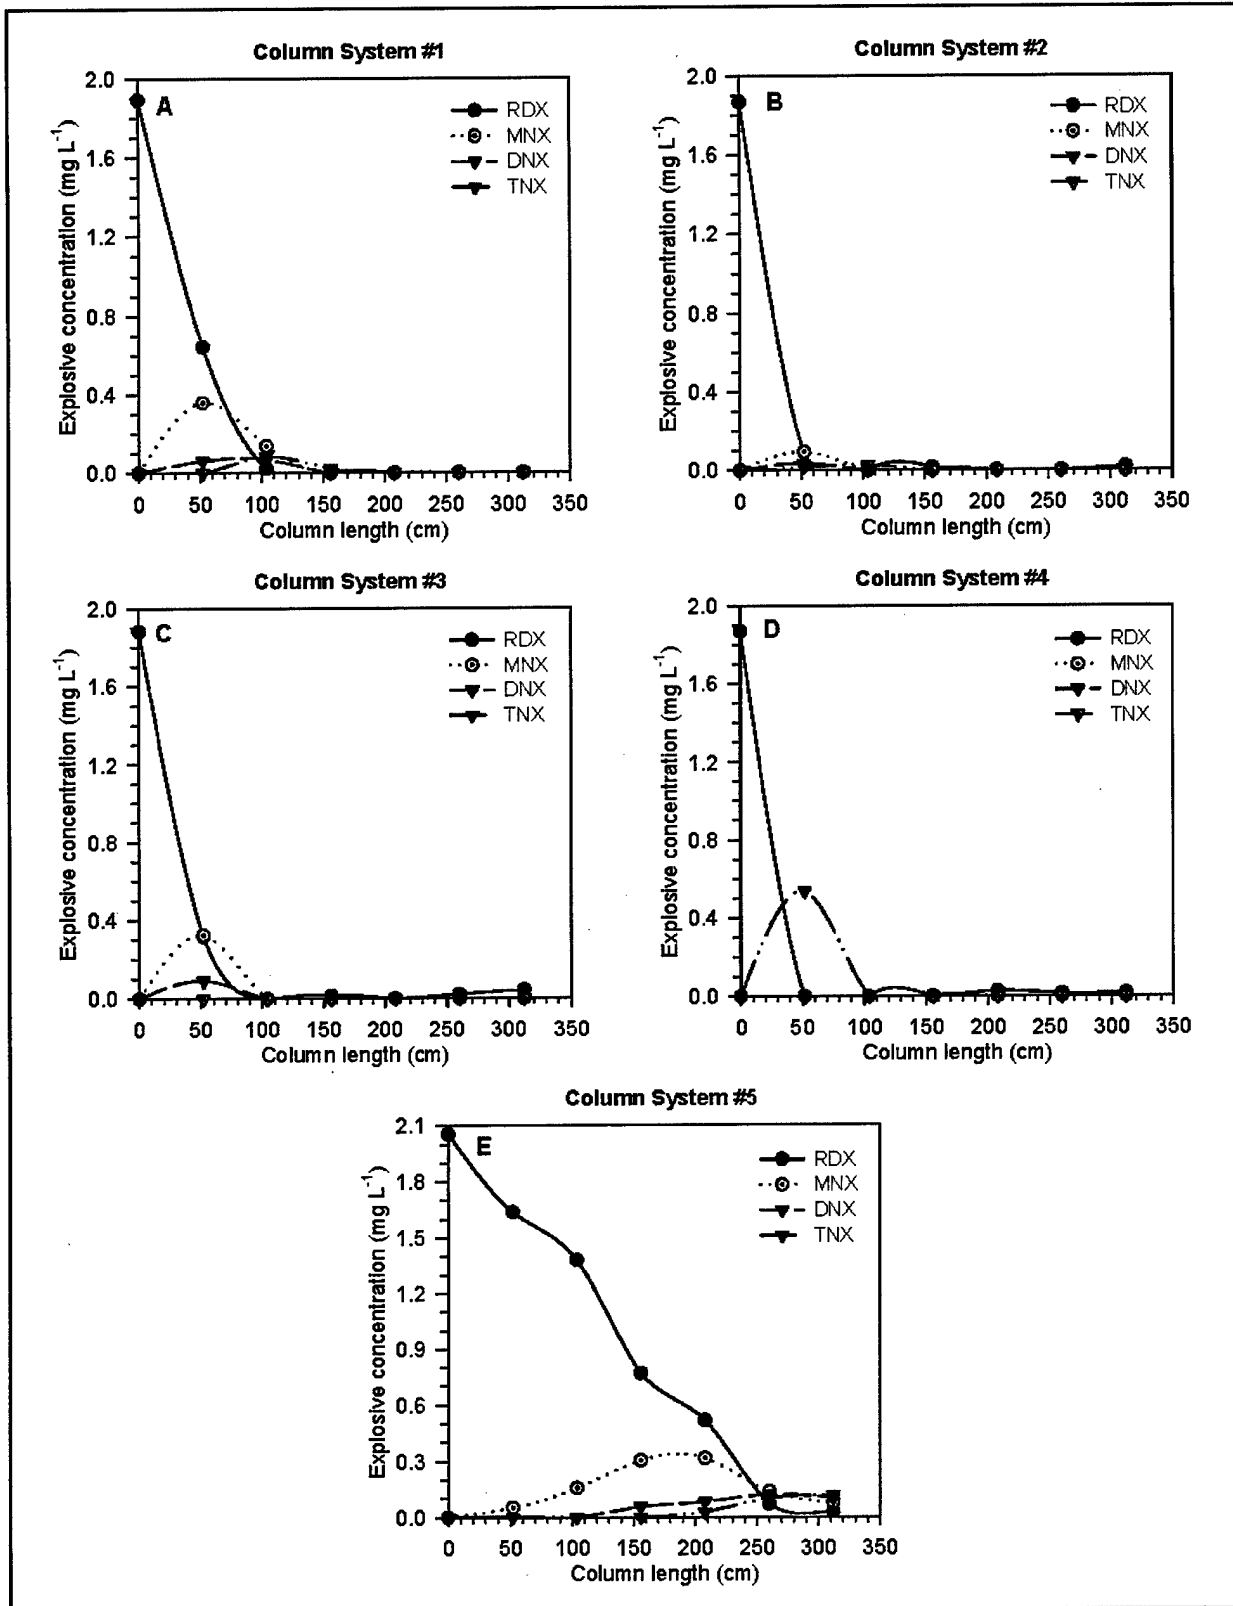 Column System #1
A
RDX
MNX
DNX
TNX
Explosive concentration (mg L⁻¹)
2.0
1.6
1.2
0.8
0.4
0.0
0 50 100 150 200 250 300 350
Column length (cm)
Column System #2
B
RDX
MNX
DNX
TNX
Explosive concentration (mg L⁻¹)
2.0
1.6
1.2
0.8
0.4
0.0
0 50 100 150 200 250 300 350
Column length (cm)
Column System #3
C
RDX
MNX
DNX
TNX
Explosive concentration (mg L⁻¹)
2.0
1.6
1.2
0.8
0.4
0.0
0 50 100 150 200 250 300 350
Column length (cm)
Column System #4
D
RDX
MNX
DNX
TNX
Explosive concentration (mg L⁻¹)
2.0
1.6
1.2
0.8
0.4
0.0
0 50 100 150 200 250 300 350
Column length (cm)
Column System #5
E
RDX
MNX
DNX
TNX
Explosive concentration (mg L⁻¹)
2.1
1.8
1.5
1.2
0.9
0.6
0.3
0.0
0 50 100 150 200 250 300 350
Column length (cm)